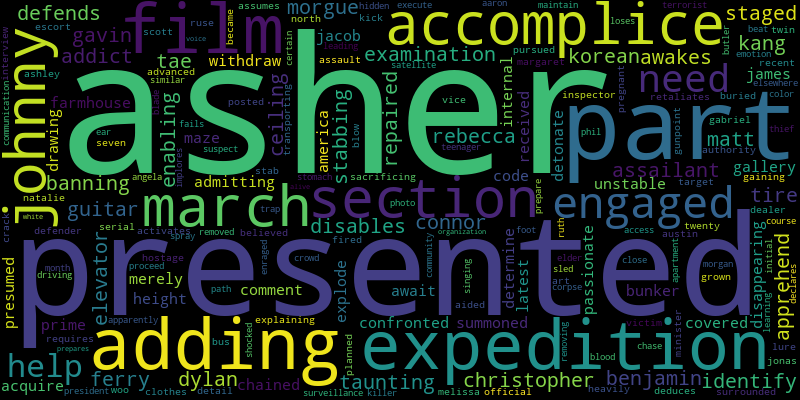 defends film morgue accomplice staged
gavin jacob kang
addict tae withdraw examination korean awakes
johnny asher need part james
farmhouse ceiling repaired internal received detonate
drawing enabling maze america stabbing rebecca code matt gallery
banning admitting assailant unstable tire
guitar march section engaged
disables connor
presumed presented
elevator serial merely height comment explode await determine latest passionate bunker disappearing apprehend
prime confronted summoned covered
adding expedition
help ferry dylan chained taunting christopher benjamin identify
acquire
escort ruse scott became assumes north kick hidden execute aaron maintain loses beat butler terrorist twin
ashley advanced similar posted assault leading voice satellite pursued margaret certain emotion recent color elsewhere
communication interview seven ear fails suspect implores blade transporting blow vice inspector retaliates pregnant buried phil gabriel authority thief
natalie angela stab sacrificing stomach teenager gunpoint target gaining
crack white defender activates spray removed believed trap photo prepare foot ruth access austin twenty dealer course
month driving hostage fired crowd community singing organization elder sled close apartment morgan grown initial learning declares
path proceed enraged aided art corpse victim minister
apparently requires explaining shocked planned removing blood chase lure jonas
prepares president woo bus clothes detail surveillance killer heavily melissa official deduces surrounded